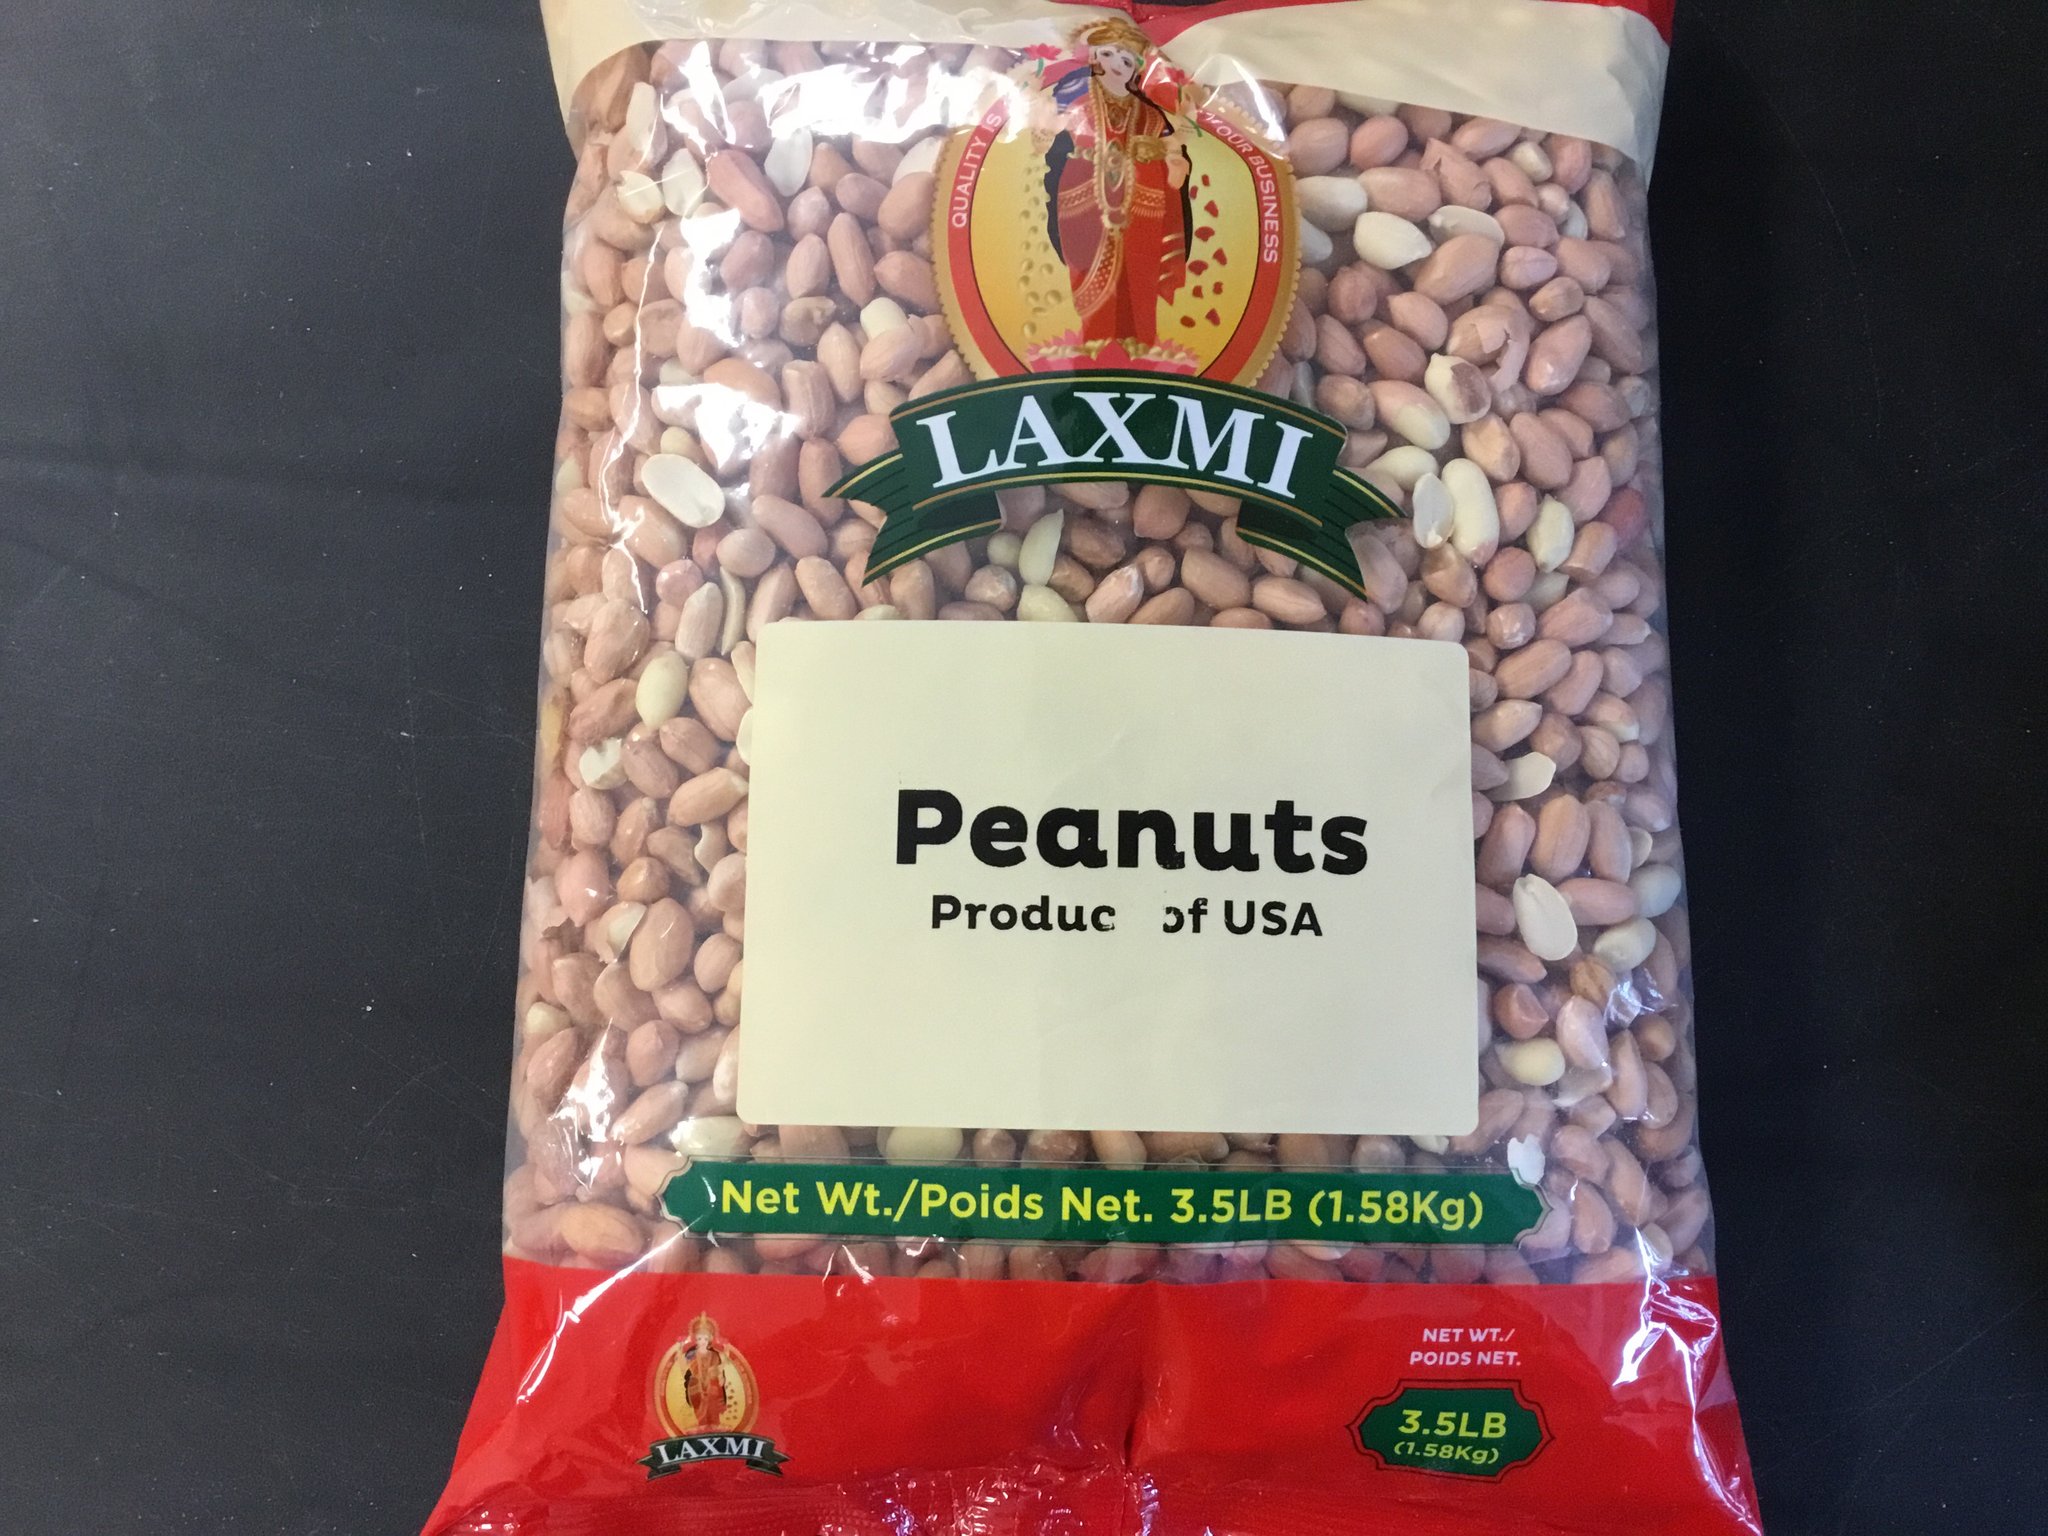 QUALITY IS YOUR BUSINESS
LAXMI
Peanuts
Produc of USA
Net Wt./Poids Net. 3.5LB (1.58Kg)
NET WT./
POIDS NET.
3.5LB
(1.58Kg)
LAXMI